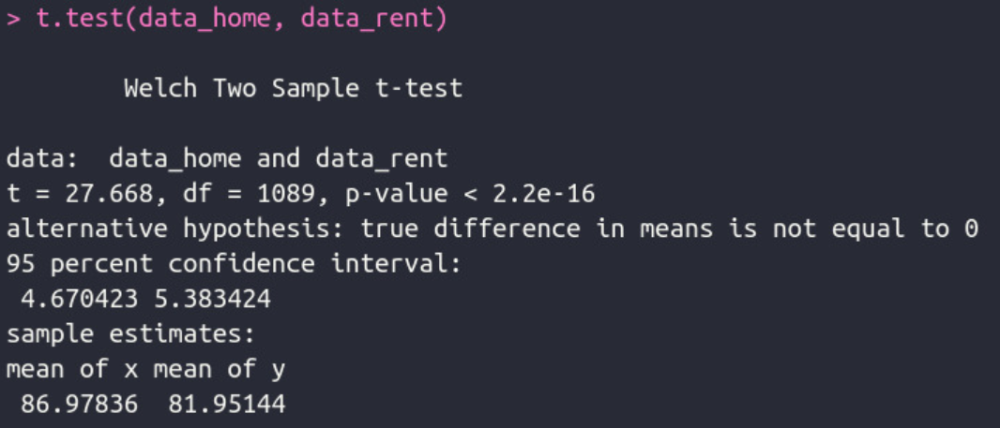 > t.test(data_home, data_rent)
Welch Two Sample t-test
data:  data_home and data_rent
t = 27.668, df = 1089, p-value < 2.2e-16
alternative hypothesis: true difference in means is not equal to 0
95 percent confidence interval:
 4.670423 5.383424
sample estimates:
mean of x mean of y
 86.97836  81.95144